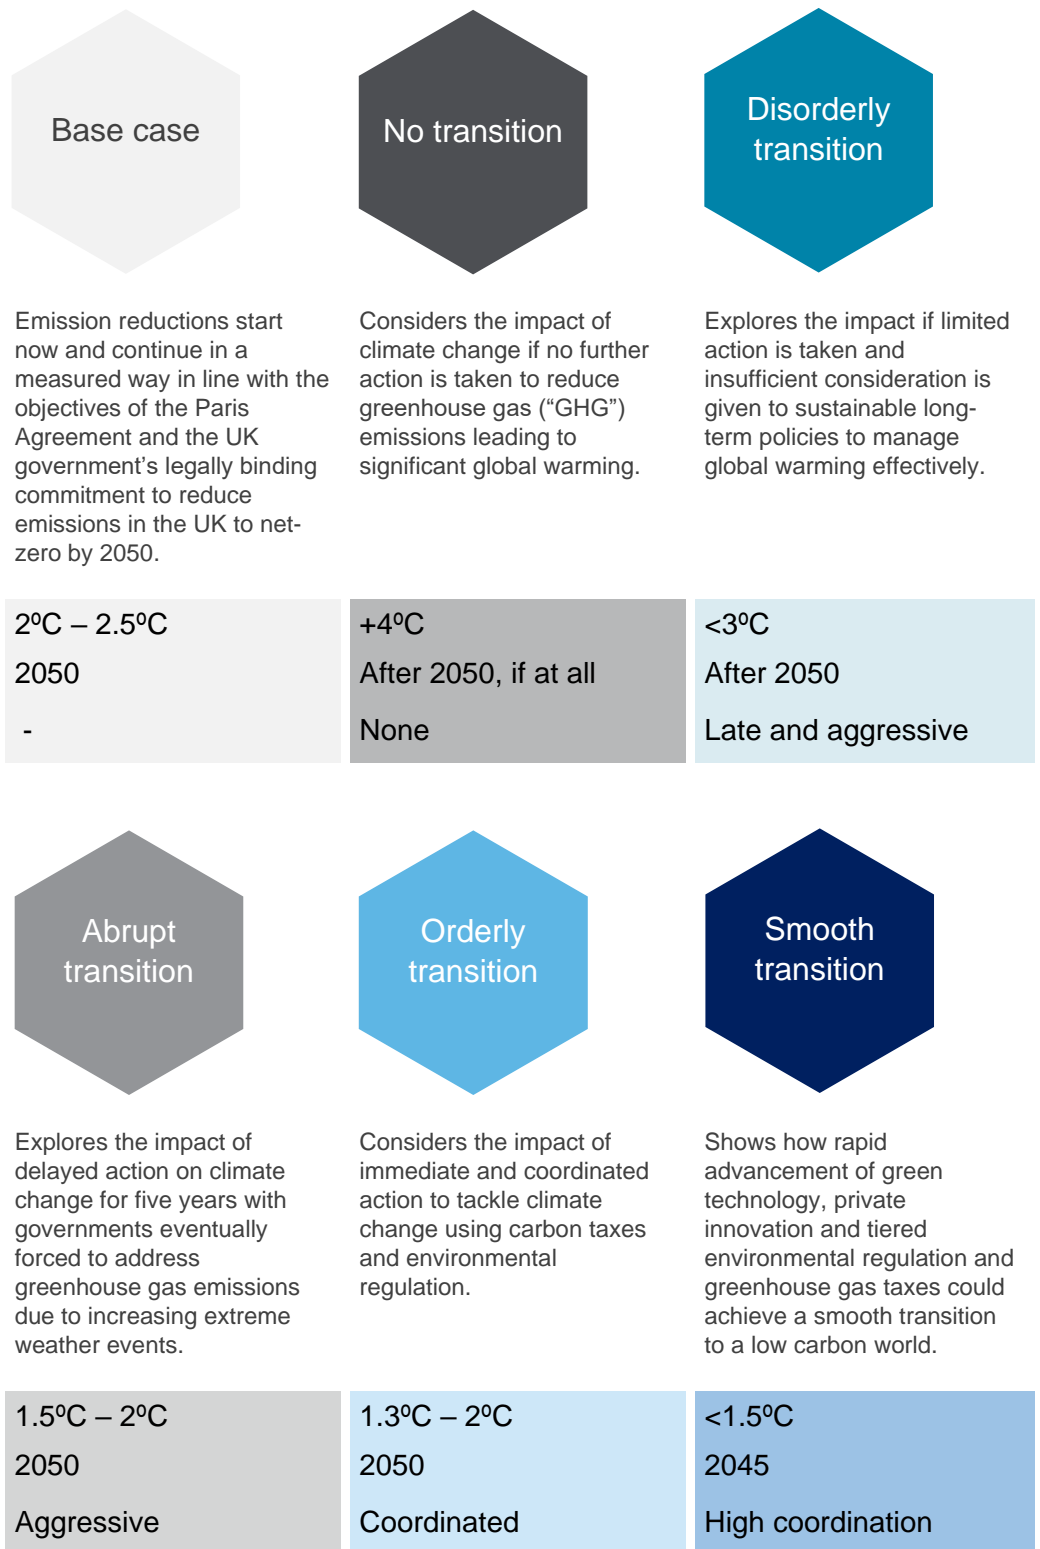 Base case
Emission reductions start
now and continue in a
measured way in line with the
objectives of the Paris
Agreement and the UK
government’s legally binding
commitment to reduce
emissions in the UK to net-
zero by 2050.
2ºC – 2.5ºC
2050
-
No transition
Considers the impact of
climate change if no further
action is taken to reduce
greenhouse gas (“GHG”)
emissions leading to
significant global warming.
+4ºC
After 2050, if at all
None
Disorderly
transition
Explores the impact if limited
action is taken and
insufficient consideration is
given to sustainable long-
term policies to manage
global warming effectively.
<3ºC
After 2050
Late and aggressive
Abrupt
transition
Explores the impact of
delayed action on climate
change for five years with
governments eventually
forced to address
greenhouse gas emissions
due to increasing extreme
weather events.
1.5ºC – 2ºC
2050
Aggressive
Orderly
transition
Considers the impact of
immediate and coordinated
action to tackle climate
change using carbon taxes
and environmental
regulation.
1.3ºC – 2ºC
2050
Coordinated
Smooth
transition
Shows how rapid
advancement of green
technology, private
innovation and tiered
environmental regulation and
greenhouse gas taxes could
achieve a smooth transition
to a low carbon world.
<1.5ºC
2045
High coordination